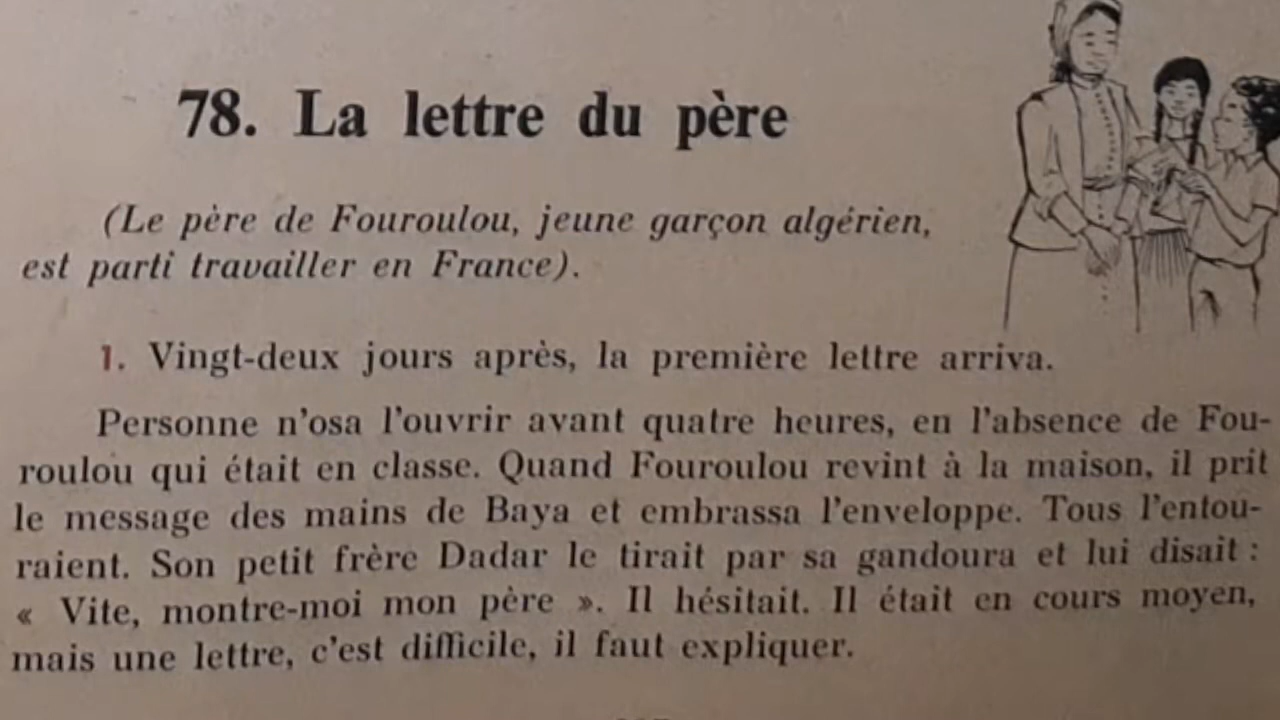 78. La lettre du père
(Le père de Fouroulou, jeune garçon algérien,
est parti travailler en France).
1. Vingt-deux jours après, la première lettre arriva.
Personne n'osa l'ouvrir avant quatre heures, en l'absence de Fou-
roulou qui était en classe. Quand Fouroulou revint à la maison, il prit
le message des mains de Baya et embrassa l'enveloppe. Tous l'entou-
raient. Son petit frère Dadar le tirait par sa gandoura et lui disait :
« Vite, montre-moi mon père ». Il hésitait. Il était en cours moyen,
mais une lettre, c'est difficile, il faut expliquer.